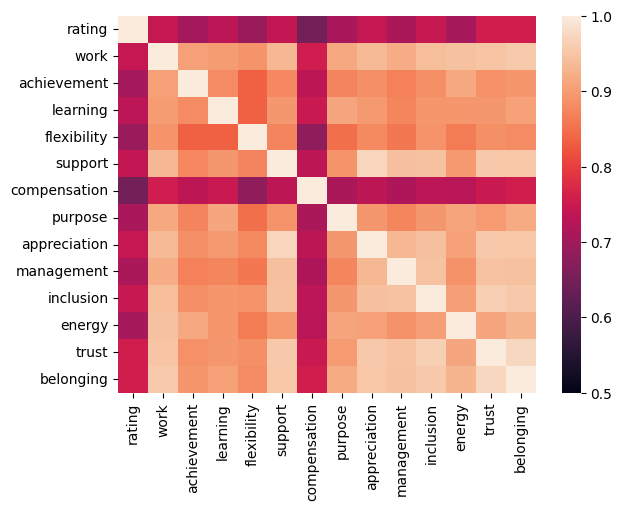 rating
work
achievement
learning
flexibility
support
compensation
purpose
appreciation
management
inclusion
energy
trust
belonging
rating
work
achievement
learning
flexibility
support
compensation
purpose
appreciation
management
inclusion
energy
trust
belonging
1.0
0.9
0.8
0.7
0.6
0.5